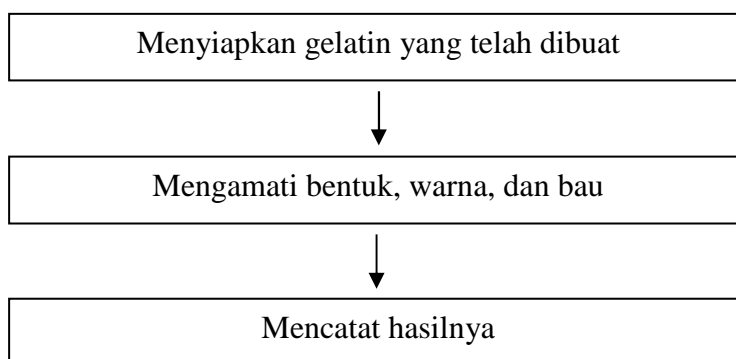 Menyiapkan gelatin yang telah dibuat
Mengamati bentuk, warna, dan bau
Mencatat hasilnya